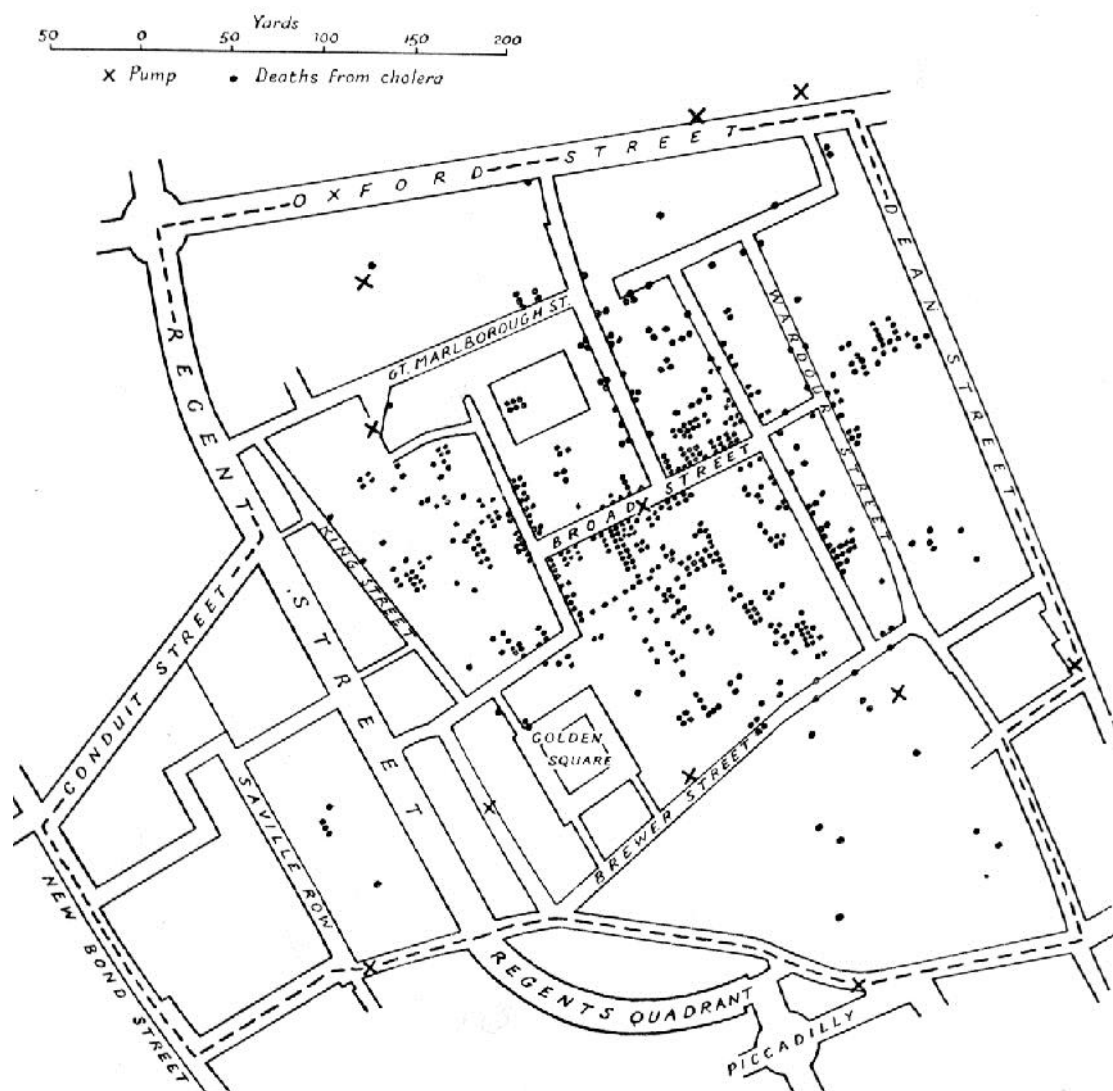 Yards
50 0 50 100 150 200
X Pump • Deaths from cholera
OXFORD STREET
REGENT STREET
GT. MARLBOROUGH ST.
WARDOUR STREET
DEAN STREET
BROAD STREET
KING STREET
CONDUIT STREET
GOLDEN
SQUARE
BREWER STREET
SAVILLE ROW
NEW BOND STREET
REGENTS QUADRANT
PICCADILLY